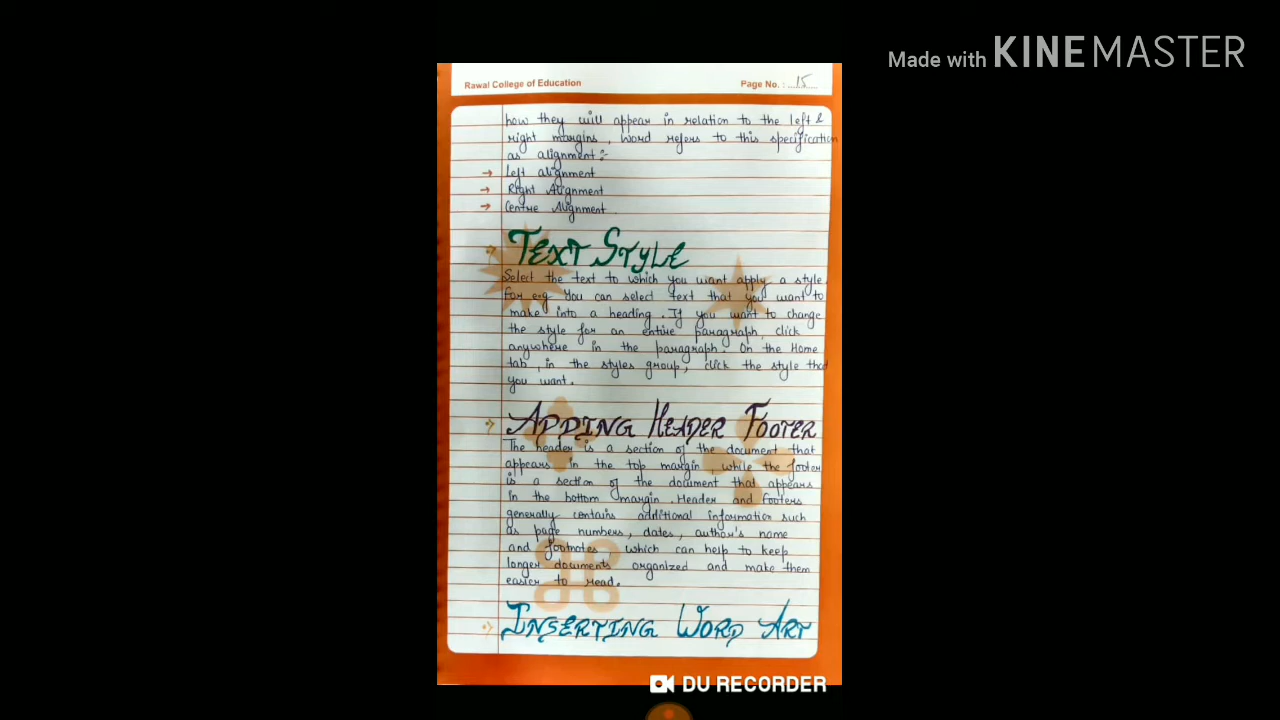 Made with KINEMASTER
Rawal College of Education
Page No. : 15
how they will appear in relation to the left &
right margins, Word refers to this specification
as alignment:-
→ Left alignment
→ Right Alignment
→ Centre Alignment.
TEXT STYLE
Select the text to which you want apply a style.
For e.g You can select text that you want to
make into a heading. If you want to change
the style for an entire paragraph, click
anywhere in the paragraph. On the Home
tab, in the styles group, click the style that
you want.
ADDING HEADER FOOTER
The header is a section of the document that
appears in the top margin, while the footer
is a section of the document that appears
in the bottom margin. Header and footers
generally contains additional information such
as page numbers, dates, author's name
and footnotes, which can help to keep
longer documents organized and make them
easier to read.
INSERTING WORD ART
DU RECORDER